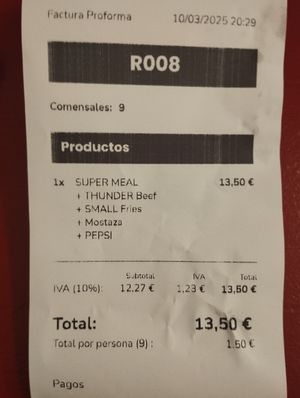 Factura Proforma 10/03/2025 20:29
R008
Comensales: 9
Productos
1x SUPER MEAL 13,50 €
+ THUNDER Beef
+ SMALL Fries
+ Mostaza
+ PEPSI
Subtotal IVA Total
IVA (10%): 12,27 € 1,23 € 13,50 €
Total: 13,50 €
Total por persona (9) : 1,50 €
Pagos